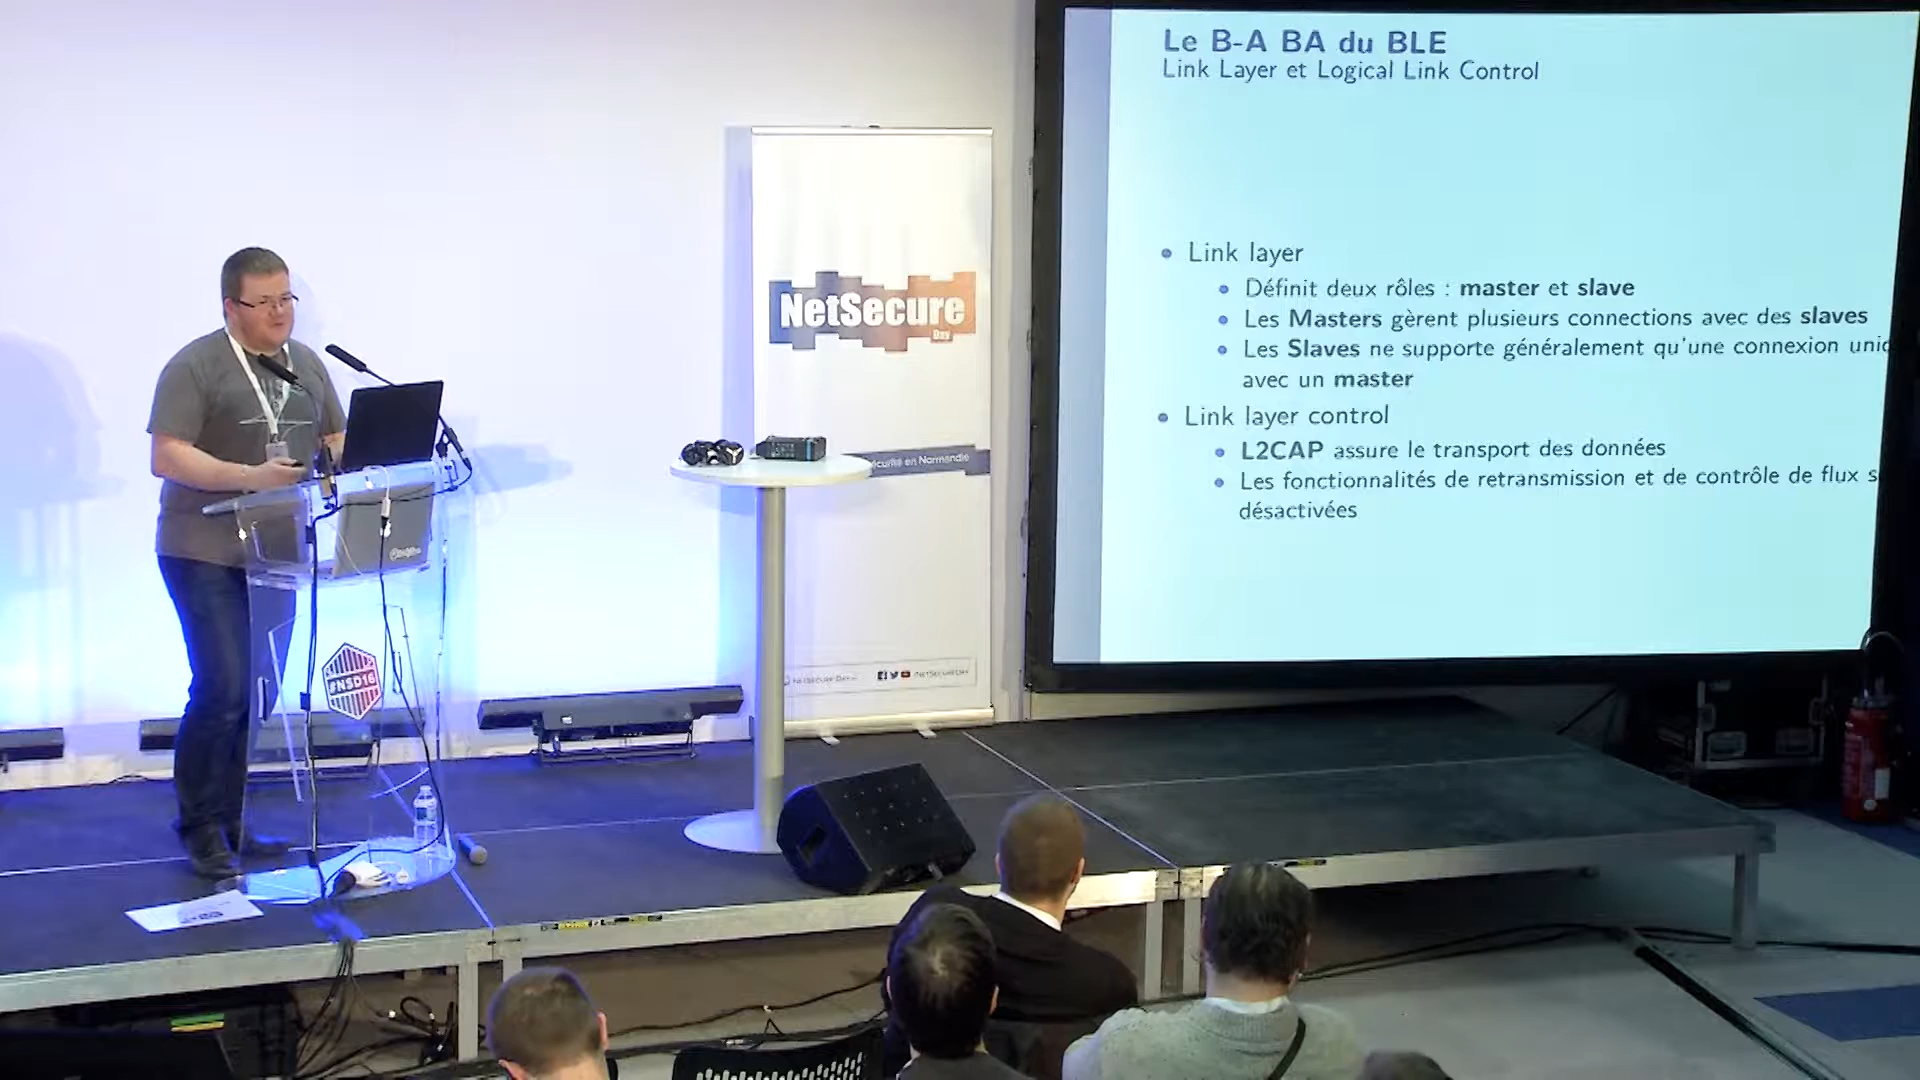 Le B-A BA du BLE
Link Layer et Logical Link Control
Link layer
Définit deux rôles : master et slave
Les Masters gèrent plusieurs connections avec des slaves
Les Slaves ne supporte généralement qu'une connexion
avec un master
Link layer control
L2CAP assure le transport des données
Les fonctionnalités de retransmission et de contrôle de flux
désactivées
NetSecure
Day
en Normandie
#NSD16